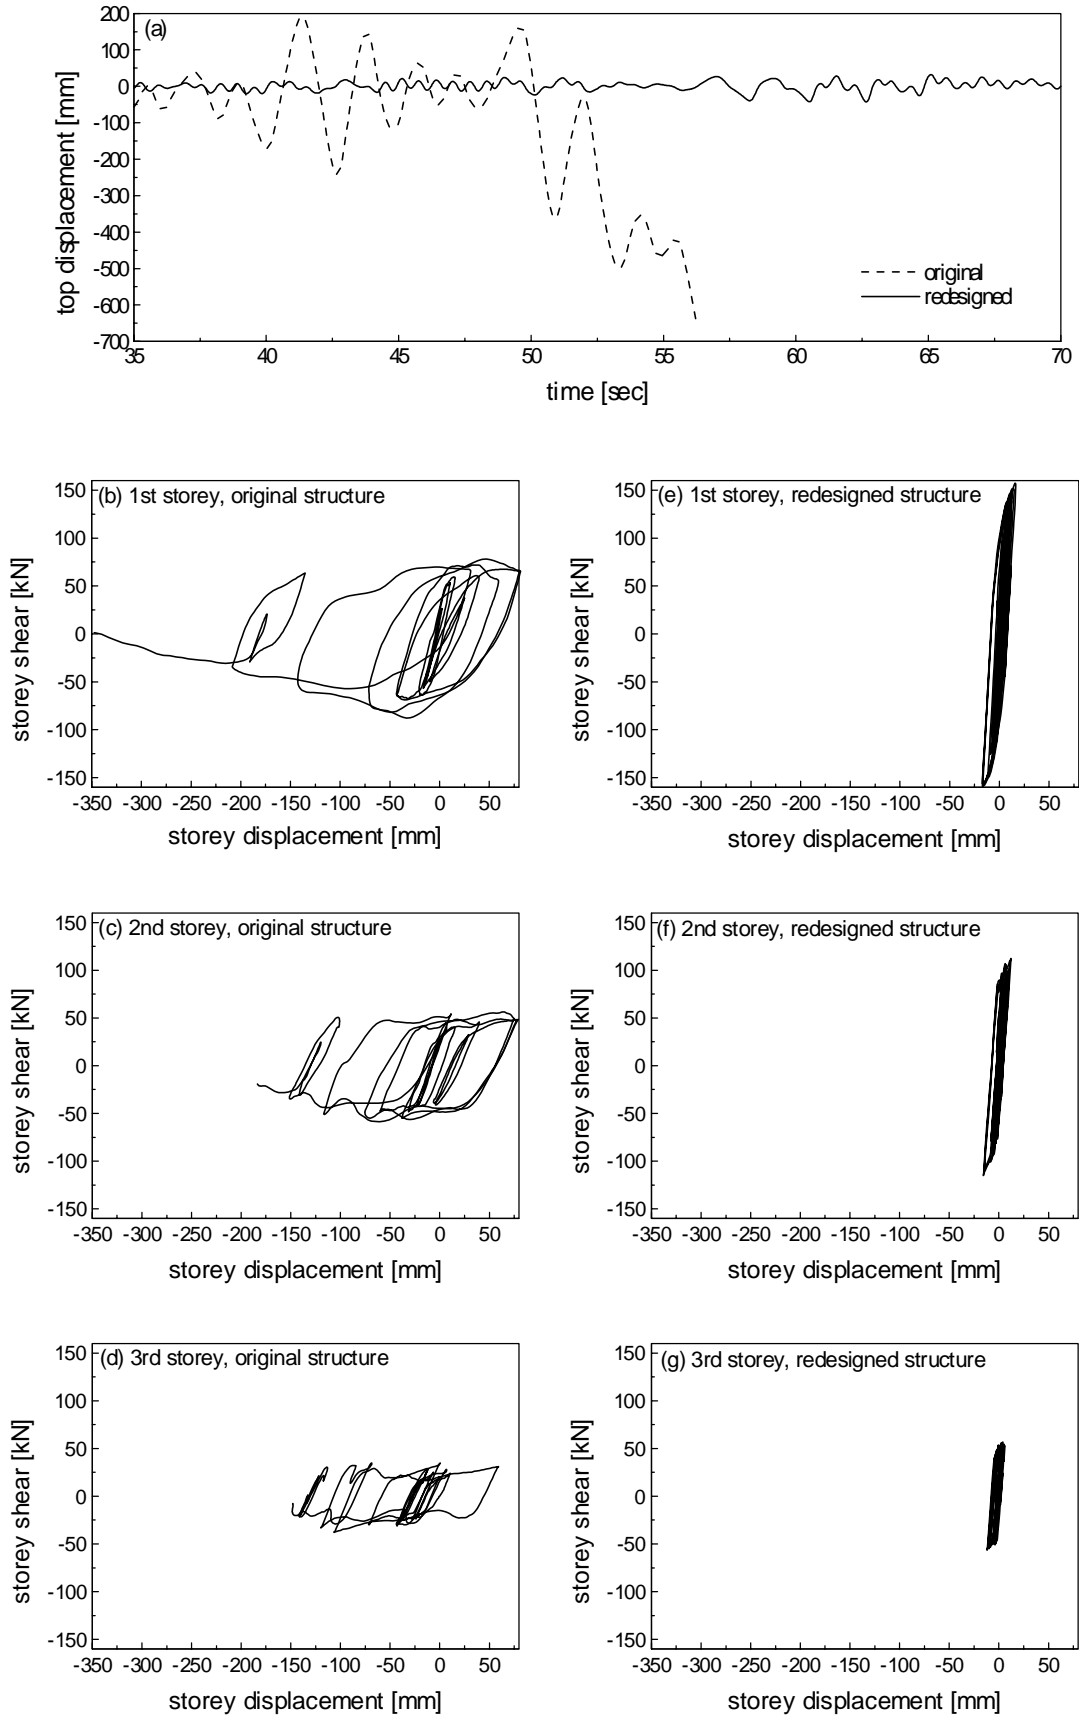 (a)
200
100
0
-100
-200
-300
-400
-500
-600
-700
top displacement [mm]
original
redesigned
35 40 45 50 55 60 65 70
time [sec]
(b) 1st storey, original structure
150
100
50
0
-50
-100
-150
storey shear [kN]
-350 -300 -250 -200 -150 -100 -50 0 50
storey displacement [mm]
(e) 1st storey, redesigned structure
150
100
50
0
-50
-100
-150
storey shear [kN]
-350 -300 -250 -200 -150 -100 -50 0 50
storey displacement [mm]
(c) 2nd storey, original structure
150
100
50
0
-50
-100
-150
storey shear [kN]
-350 -300 -250 -200 -150 -100 -50 0 50
storey displacement [mm]
(f) 2nd storey, redesigned structure
150
100
50
0
-50
-100
-150
storey shear [kN]
-350 -300 -250 -200 -150 -100 -50 0 50
storey displacement [mm]
(d) 3rd storey, original structure
150
100
50
0
-50
-100
-150
storey shear [kN]
-350 -300 -250 -200 -150 -100 -50 0 50
storey displacement [mm]
(g) 3rd storey, redesigned structure
150
100
50
0
-50
-100
-150
storey shear [kN]
-350 -300 -250 -200 -150 -100 -50 0 50
storey displacement [mm]